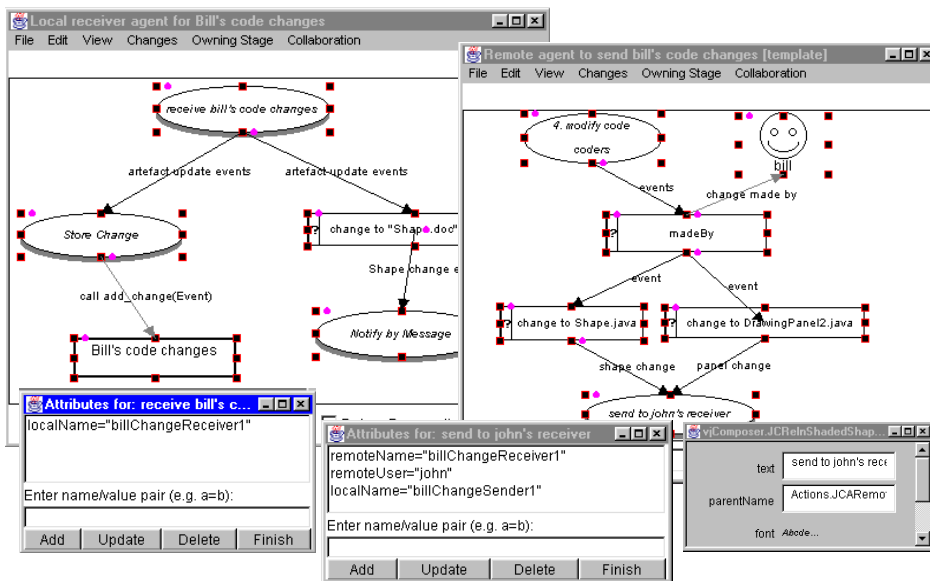 Local receiver agent for Bill's code changes
File Edit View Changes Owning Stage Collaboration
receive bill's code changes
artefact update events
artefact update events
Store Change
? change to "Shape.doc"
Shape change e
call add_change(Event)
Notify by Message
Bill's code changes
Remote agent to send bill's code changes [template]
File Edit View Changes Owning Stage Collaboration
4. modify code
coders
bill
events
change made by
? madeBy
event
event
? change to Shape.java
? change to DrawingPanel2.java
shape change
panel change
send to john's receiver
Attributes for: receive bill's c...
localName="billChangeReceiver1"
Enter name/value pair (e.g. a=b):
Add Update Delete Finish
Attributes for: send to john's receiver
remoteName="billChangeReceiver1"
remoteUser="john"
localName="billChangeSender1"
Enter name/value pair (e.g. a=b):
Add Update Delete Finish
vjComposer.JCReInShadedShap...
text send to john's rece
parentName Actions.JCARemo
font Abcde...